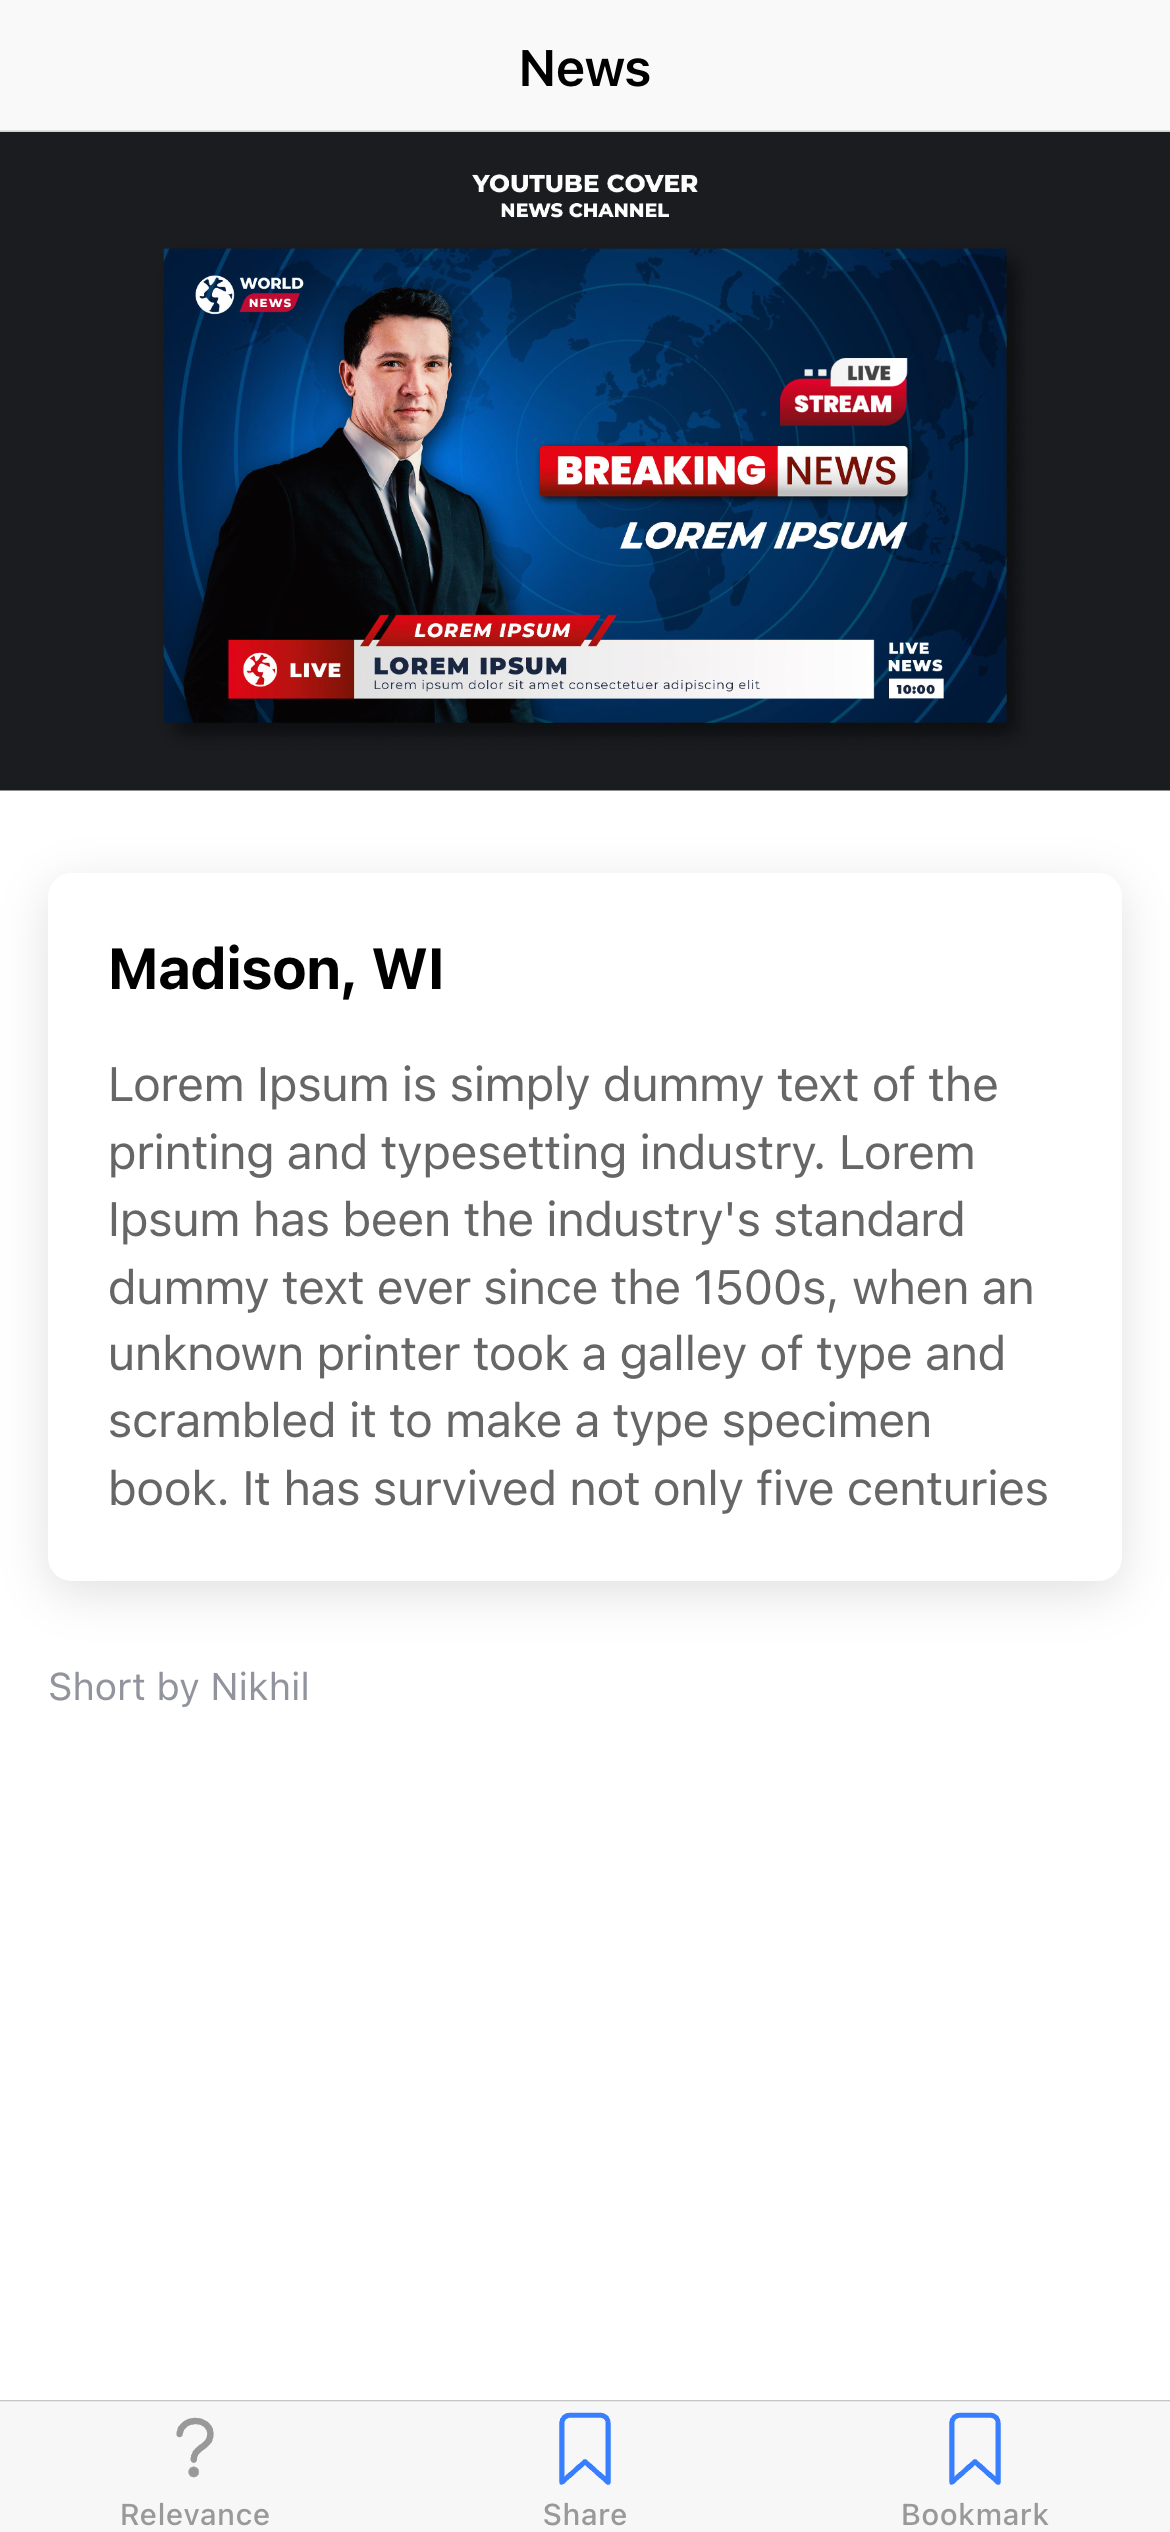 News
YOUTUBE COVER
NEWS CHANNEL
WORLD
NEWS
LIVE
STREAM
BREAKING NEWS
LOREM IPSUM
LOREM IPSUM
LIVE
LOREM IPSUM
Lorem ipsum dolor sit amet consectetuer adipiscing elit
LIVE
NEWS
10:00
Madison, WI
Lorem Ipsum is simply dummy text of the
printing and typesetting industry. Lorem
Ipsum has been the industry's standard
dummy text ever since the 1500s, when an
unknown printer took a galley of type and
scrambled it to make a type specimen
book. It has survived not only five centuries
Short by Nikhil
Relevance
Share
Bookmark